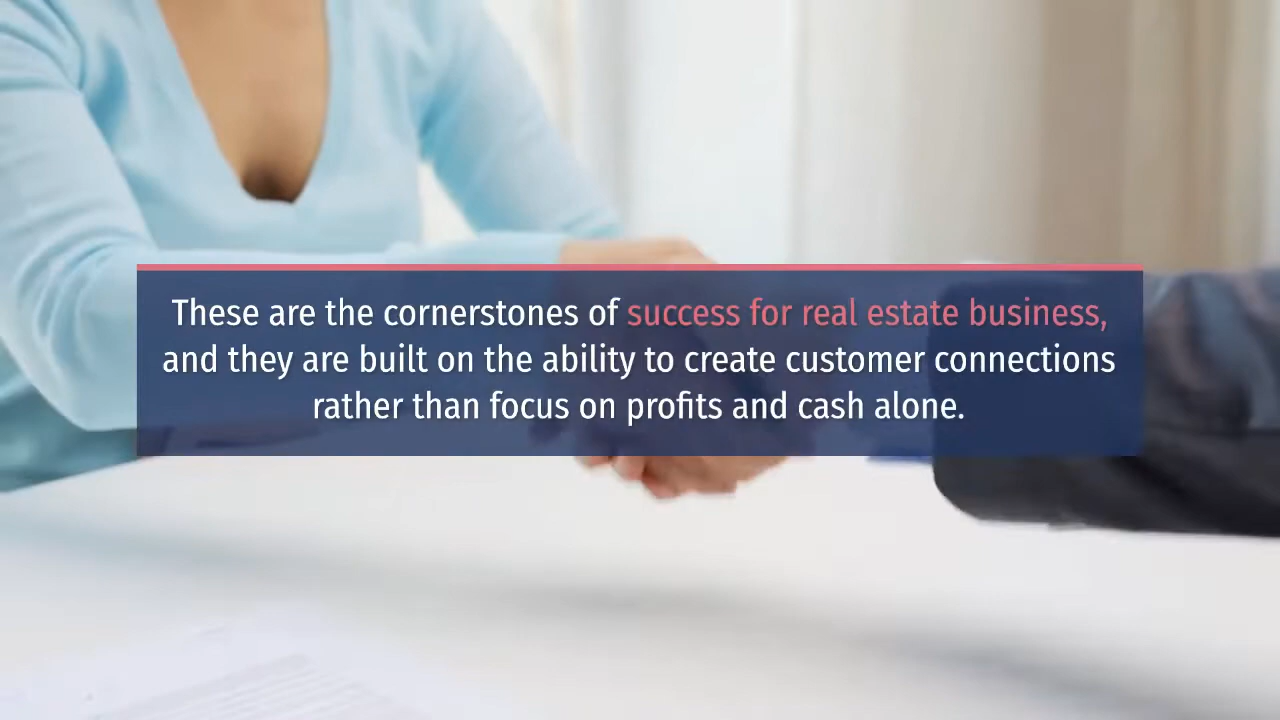 These are the cornerstones of success for real estate business,
and they are built on the ability to create customer connections
rather than focus on profits and cash alone.